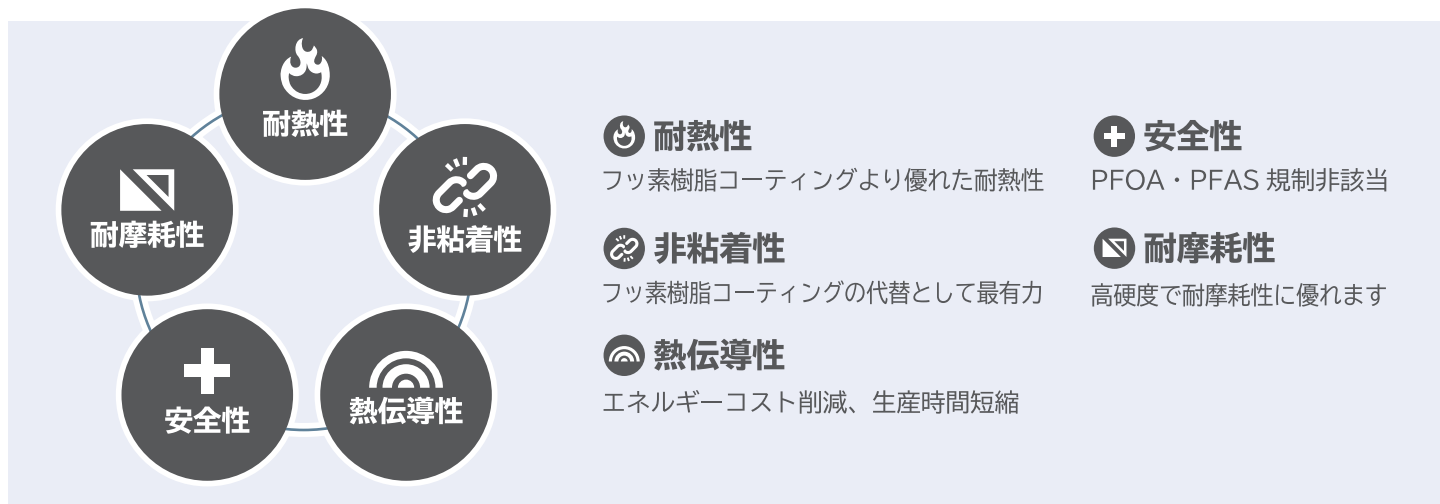 耐熱性
耐摩耗性
非粘着性
安全性
熱伝導性
耐熱性
フッ素樹脂コーティングより優れた耐熱性
非粘着性
フッ素樹脂コーティングの代替として最有力
熱伝導性
エネルギーコスト削減、生産時間短縮
安全性
PFOA・PFAS 規制非該当
耐摩耗性
高硬度で耐摩耗性に優れます